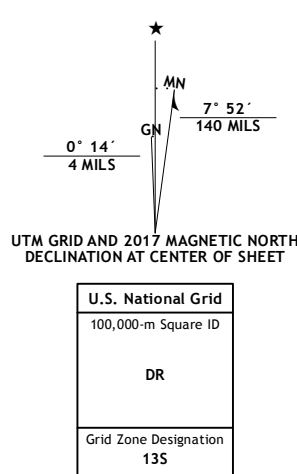 MN
GN
7° 52´
140 MILS
0° 14´
4 MILS
UTM GRID AND 2017 MAGNETIC NORTH
DECLINATION AT CENTER OF SHEET
U.S. National Grid
100,000-m Square ID
DR
Grid Zone Designation
13S